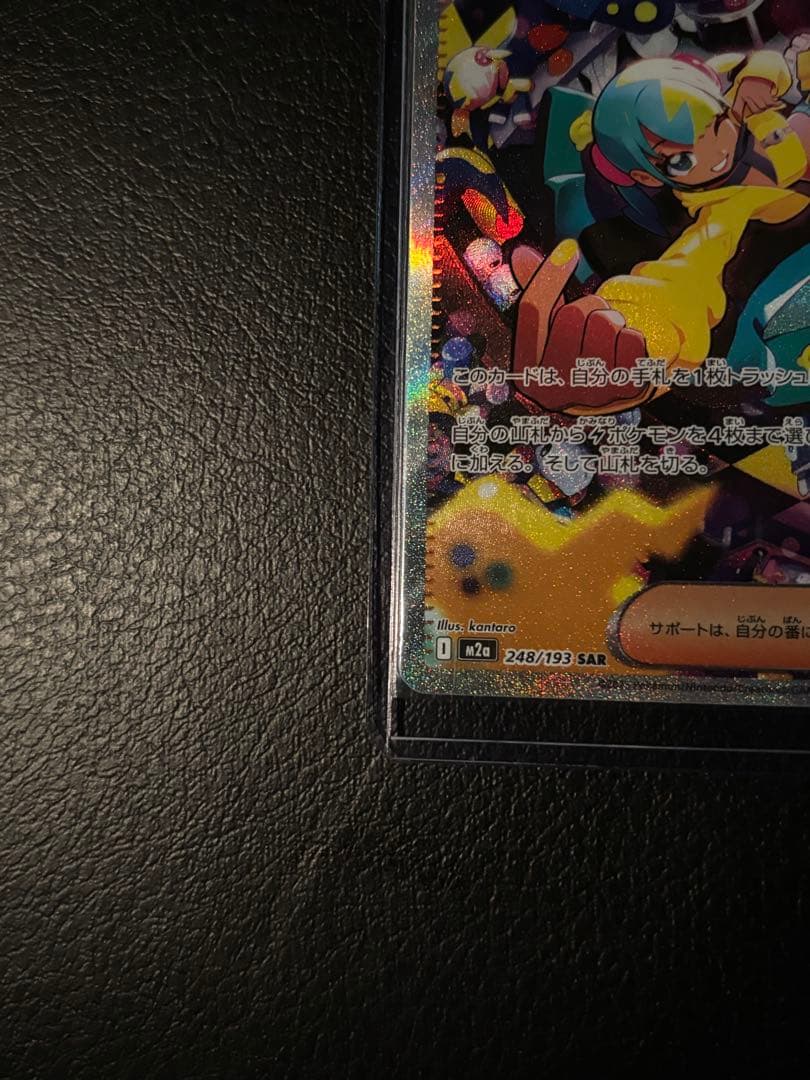 このカードは、自分の手札を1枚トラッシュ
自分の山札からポケモンを4枚まで選
に加える。そして山札を切る。
Illus. kantaro
サポートは、自分の番に
I m2a 248/193 SAR